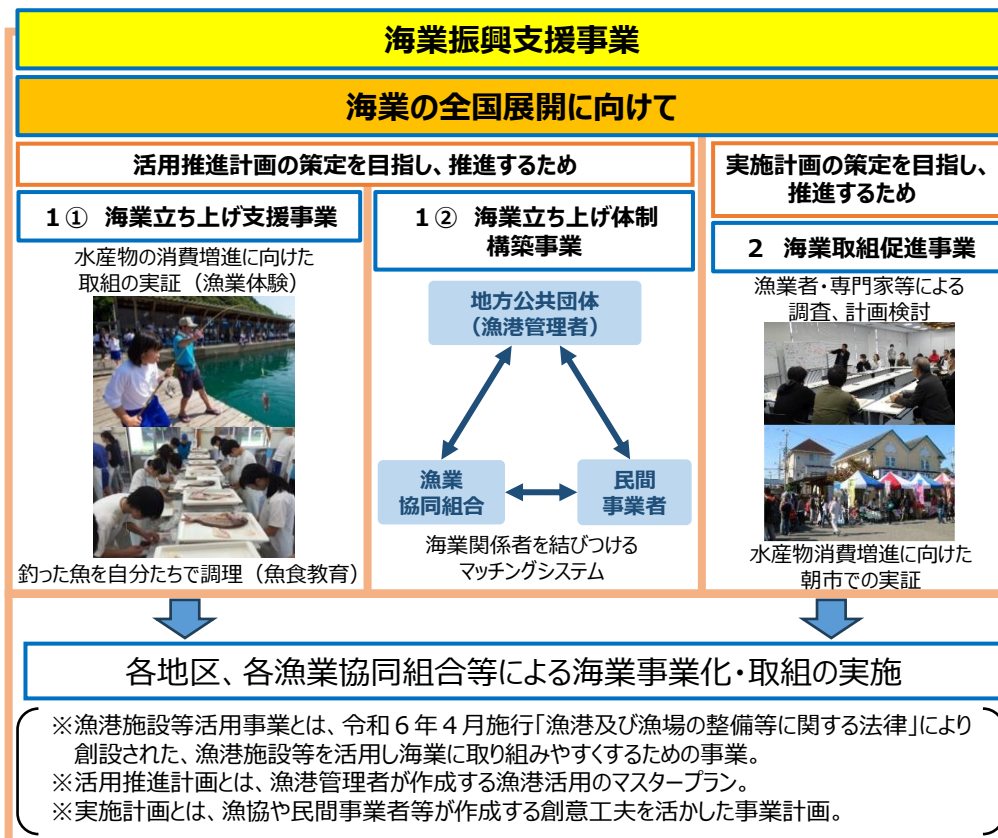 海業振興支援事業
海業の全国展開に向けて
活用推進計画の策定を目指し、推進するため
1① 海業立ち上げ支援事業
水産物の消費増進に向けた
取組の実証（漁業体験）
釣った魚を自分たちで調理（魚食教育）
1② 海業立ち上げ体制
構築事業
地方公共団体
（漁港管理者）
漁業
協同組合
民間
事業者
海業関係者を結びつける
マッチングシステム
実施計画の策定を目指し、
推進するため
2 海業取組促進事業
漁業者・専門家等による
調査、計画検討
水産物消費増進に向けた
朝市での実証
各地区、各漁業協同組合等による海業事業化・取組の実施
※漁港施設等活用事業とは、令和６年４月施行「漁港及び漁場の整備等に関する法律」により
創設された、漁港施設等を活用し海業に取り組みやすくするための事業。
※活用推進計画とは、漁港管理者が作成する漁港活用のマスタープラン。
※実施計画とは、漁協や民間事業者等が作成する創意工夫を活かした事業計画。